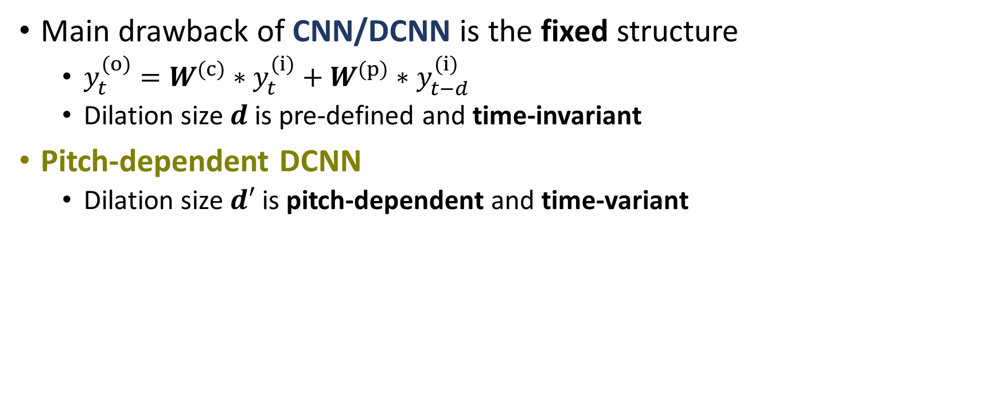 • Main drawback of CNN/DCNN is the fixed structure
• $y_t^{(\mathrm{o})} = \boldsymbol{W}^{(\mathrm{c})} * y_t^{(\mathrm{i})} + \boldsymbol{W}^{(\mathrm{p})} * y_{t-d}^{(\mathrm{i})}$
• Dilation size $\boldsymbol{d}$ is pre-defined and time-invariant
• Pitch-dependent DCNN
• Dilation size $\boldsymbol{d}'$ is pitch-dependent and time-variant